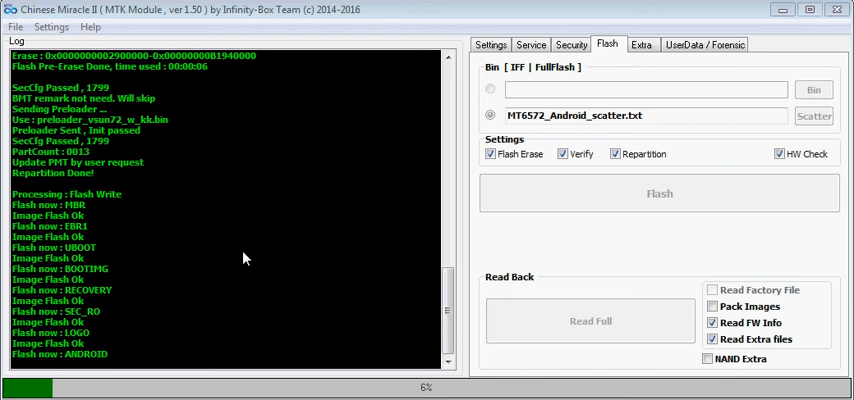 Chinese Miracle II ( MTK Module , ver 1.50 ) by Infinity-Box Team (c) 2014-2016
File Settings Help
Log
Erase : 0x0000000002900000-0x0000000081940000
Flash Pre-Erase Done, time used : 00:00:06
SecCfg Passed , 1799
BMT remark not need. Will skip
Sending Preloader ...
Use : preloader_vsun72_w_kk.bin
Preloader Sent , Init passed
SecCfg Passed , 1799
PartCount : 0013
Update PMT by user request
Repartition Done!
Processing : Flash Write
Flash now : MBR
Image Flash Ok
Flash now : EBR1
Image Flash Ok
Flash now : UBOOT
Image Flash Ok
Flash now : BOOTIMG
Image Flash Ok
Flash now : RECOVERY
Image Flash Ok
Flash now : SEC_RO
Image Flash Ok
Flash now : LOGO
Image Flash Ok
Flash now : ANDROID
Settings Service Security Flash Extra UserData / Forensic
Bin [ IFF | FullFlash ]
Bin
MT6572_Android_scatter.txt Scatter
Settings
Flash Erase Verify Repartition HW Check
Flash
Read Back
Read Full
Read Factory File
Pack Images
Read FW Info
Read Extra files
NAND Extra
6%